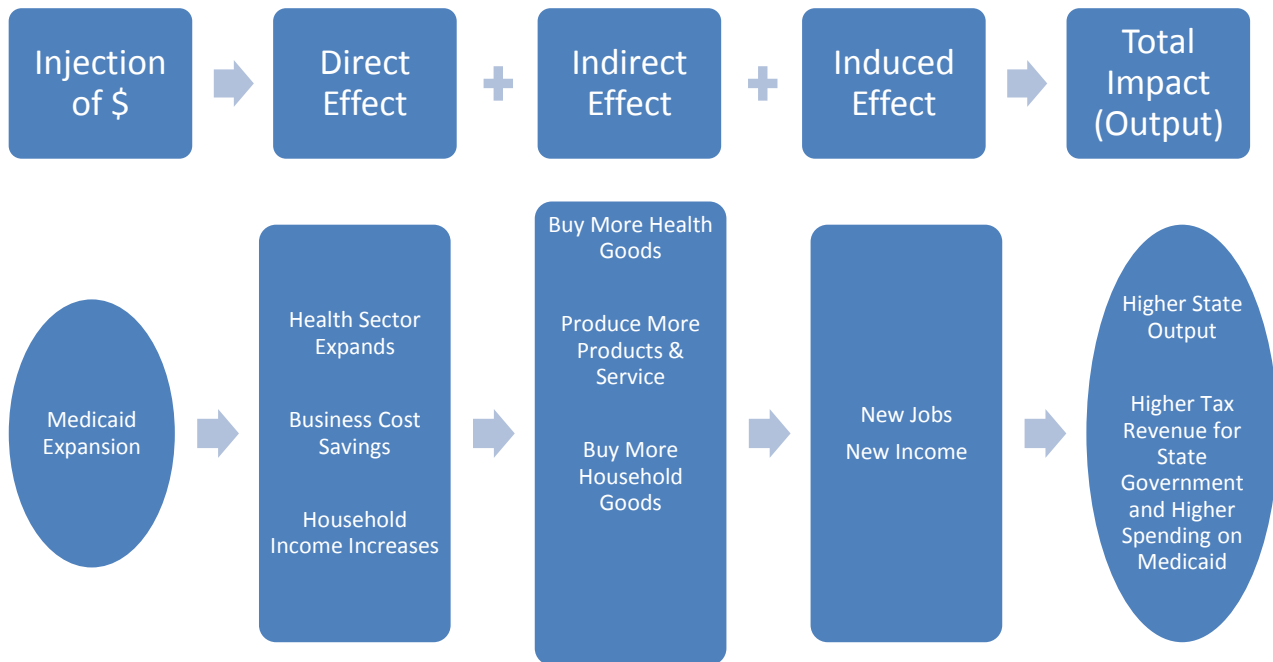 Injection
of $
Direct
Effect
Indirect
Effect
Induced
Effect
Total
Impact
(Output)
Medicaid
Expansion
Health Sector
Expands
Business Cost
Savings
Household
Income Increases
Buy More Health
Goods
Produce More
Products &
Service
Buy More
Household
Goods
New Jobs
New Income
Higher State
Output
Higher Tax
Revenue for
State
Government
and Higher
Spending on
Medicaid